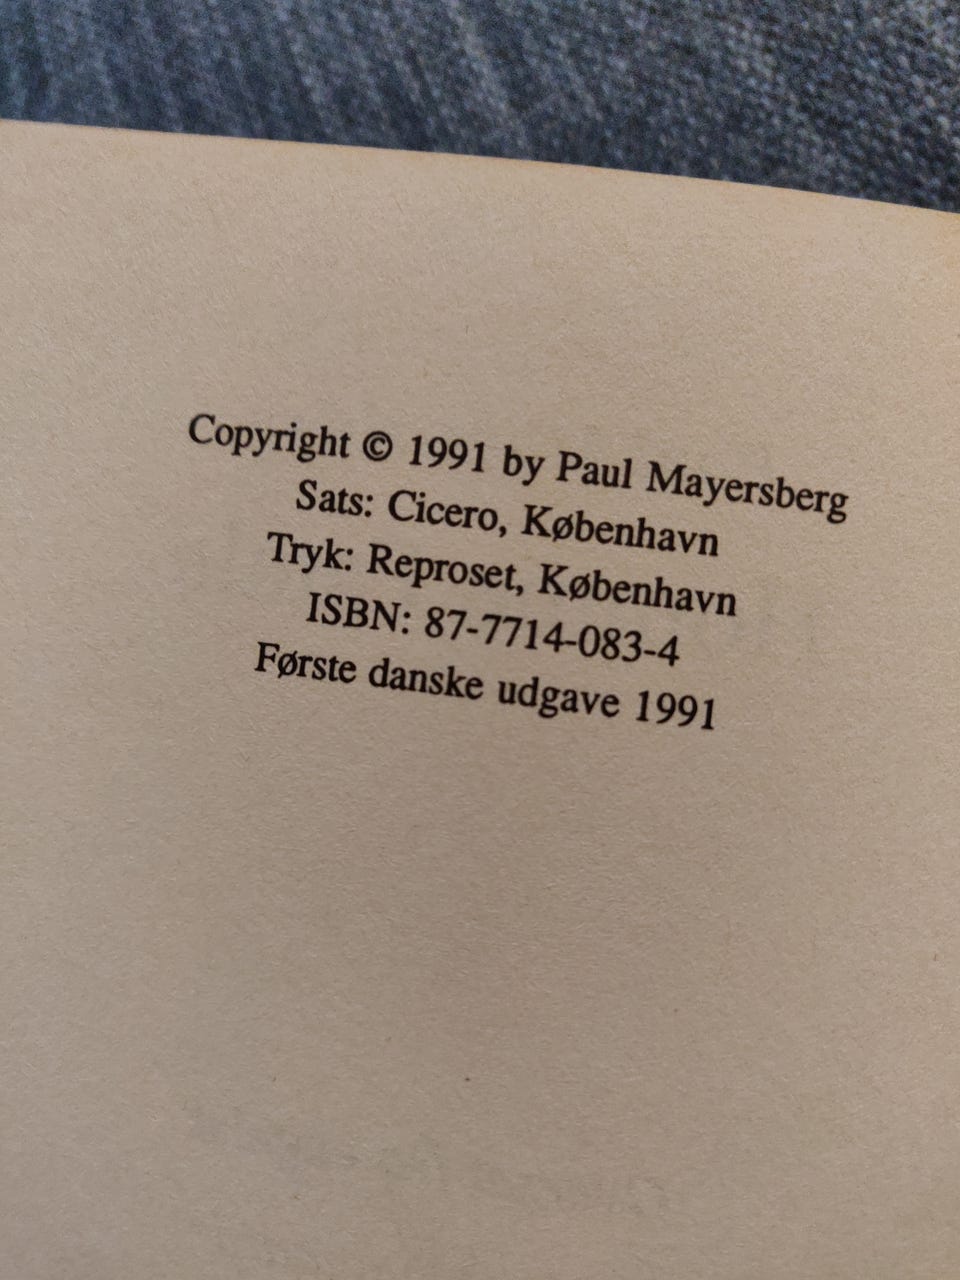 Copyright © 1991 by Paul Mayersberg
Sats: Cicero, København
Tryk: Reproset, København
ISBN: 87-7714-083-4
Første danske udgave 1991